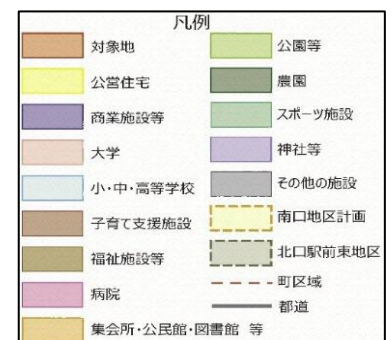 凡例
対象地
公営住宅
商業施設等
大学
小・中・高等学校
子育て支援施設
福祉施設等
病院
集会所・公民館・図書館 等
公園等
農園
スポーツ施設
神社等
その他の施設
南口地区計画
北口駅前東地区
町区域
都道